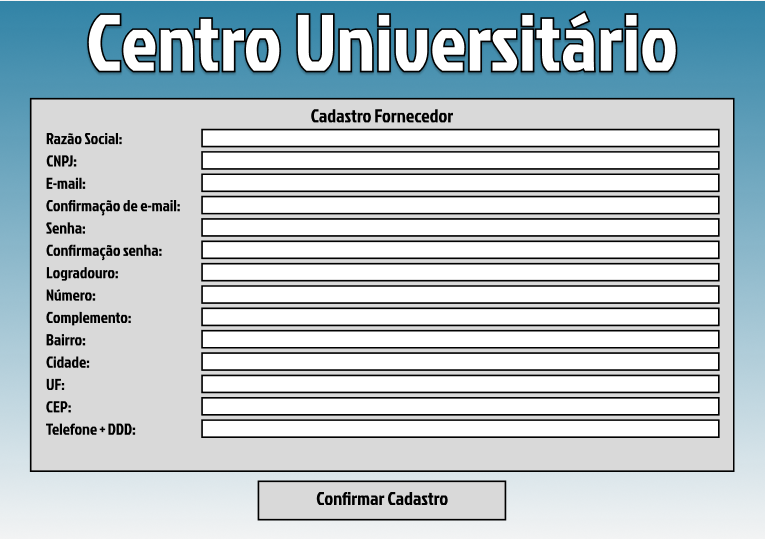 Centro Universitário
Cadastro Fornecedor
Razão Social:
CNPJ:
E-mail:
Confirmação de e-mail:
Senha:
Confirmação senha:
Logradouro:
Número:
Complemento:
Bairro:
Cidade:
UF:
CEP:
Telefone + DDD:
Confirmar Cadastro